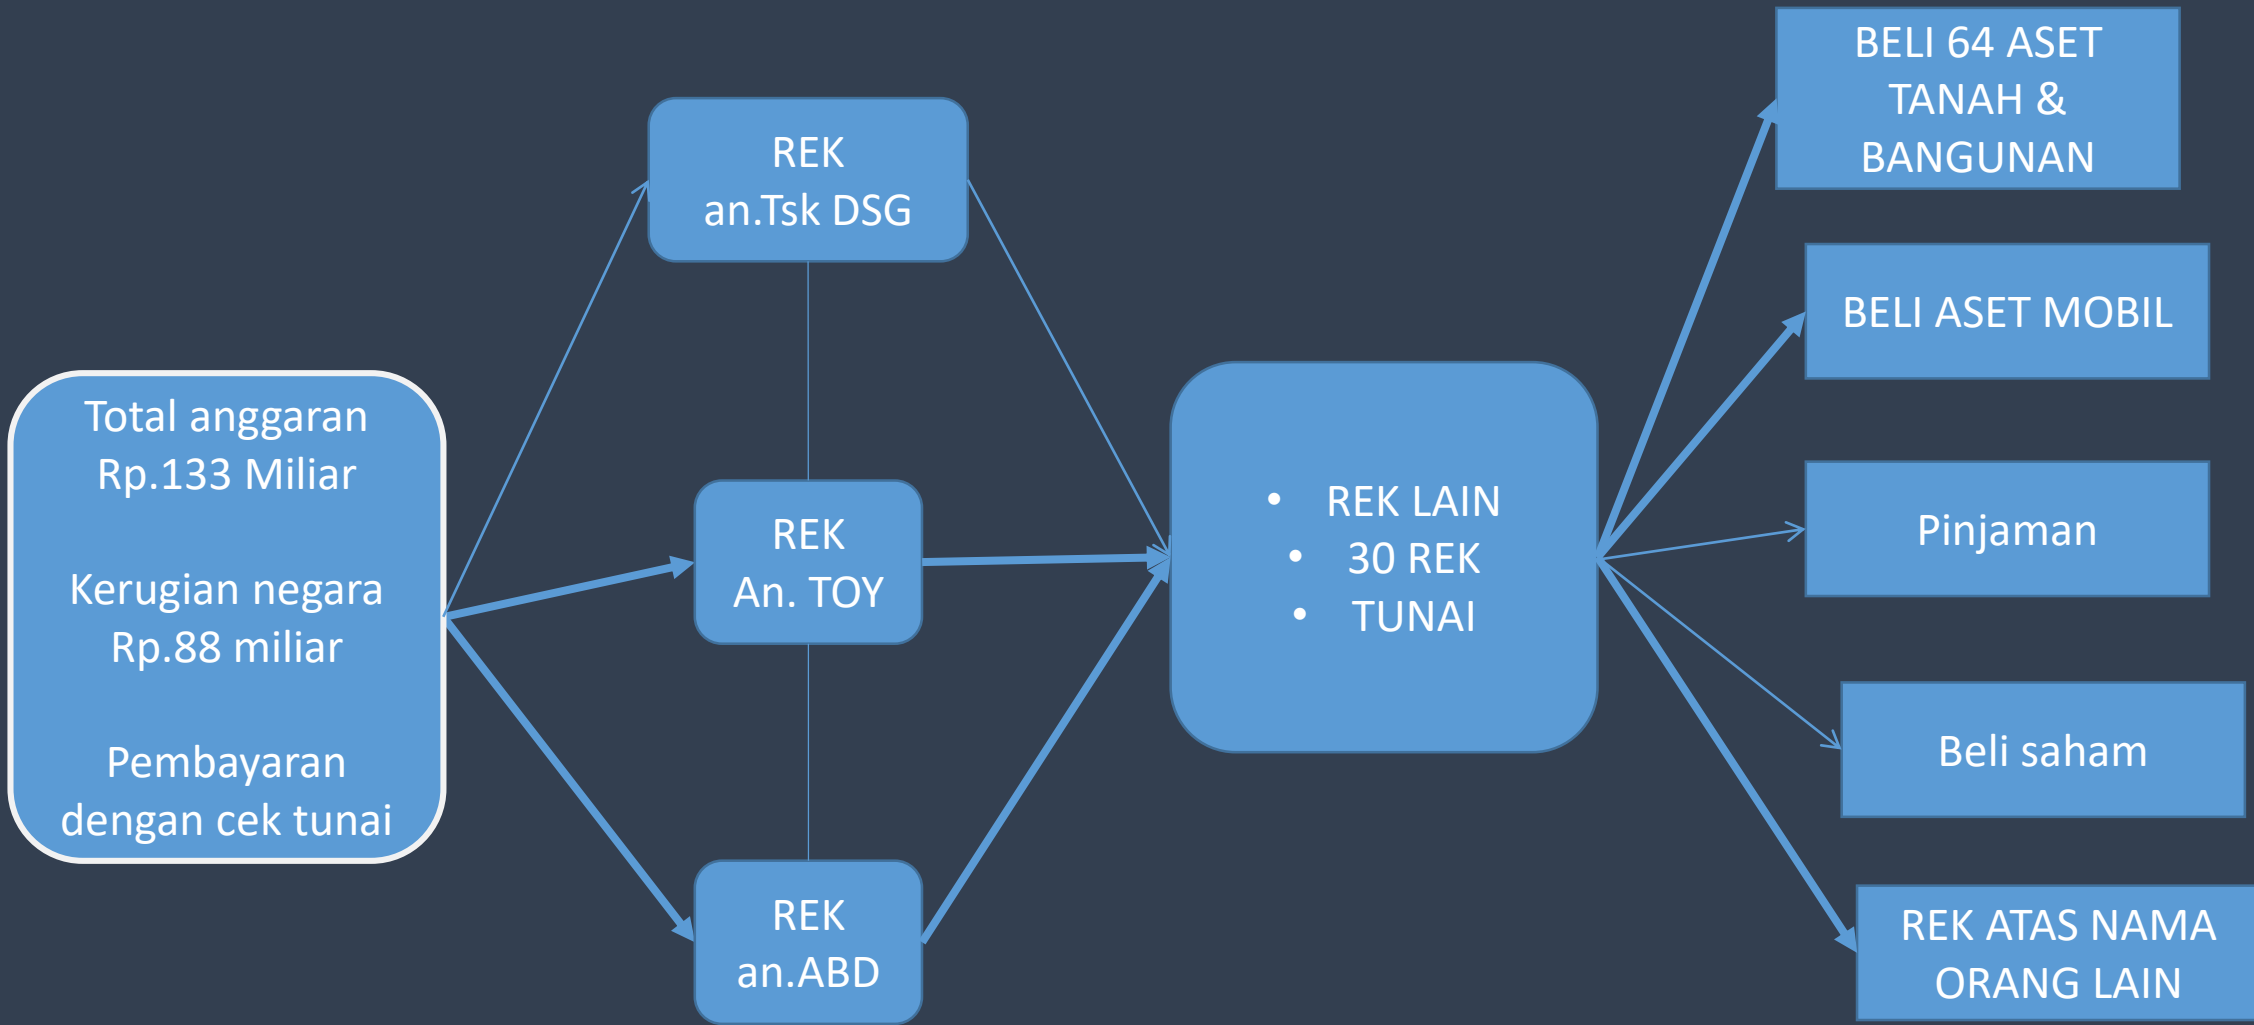 Total anggaran
Rp.133 Miliar
Kerugian negara
Rp.88 miliar
Pembayaran
dengan cek tunai
REK
an.Tsk DSG
REK
An. TOY
REK
an.ABD
• REK LAIN
• 30 REK
• TUNAI
BELI 64 ASET
TANAH &
BANGUNAN
BELI ASET MOBIL
Pinjaman
Beli saham
REK ATAS NAMA
ORANG LAIN